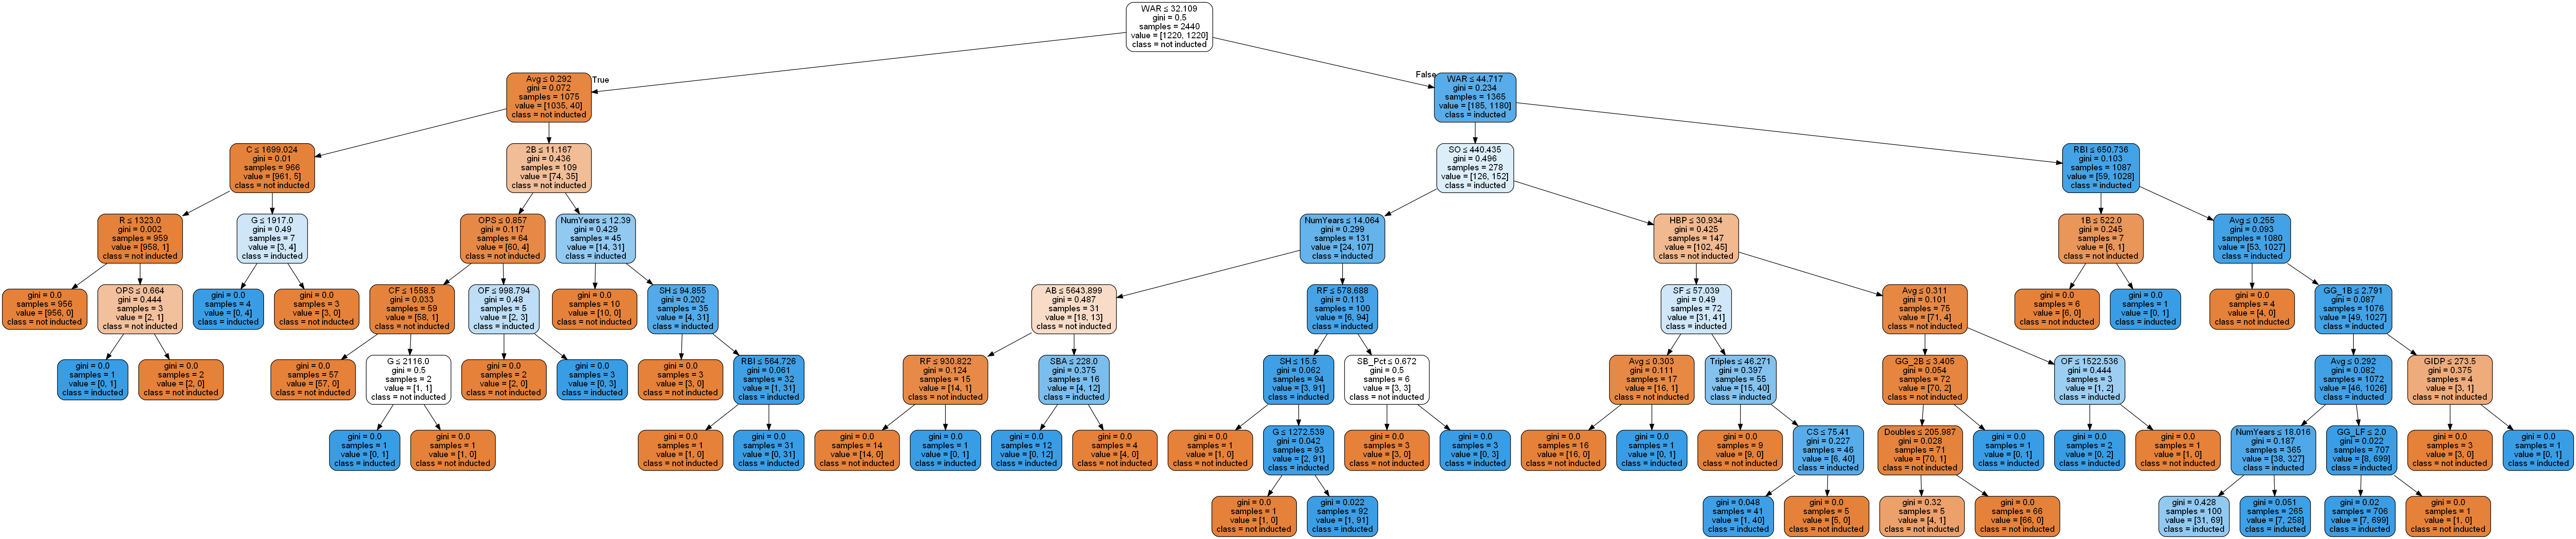 WAR ≤ 32.109
gini = 0.5
samples = 2440
value = [1220, 1220]
class = not inducted
True
False
Avg ≤ 0.292
gini = 0.072
samples = 1075
value = [1035, 40]
class = not inducted
WAR ≤ 44.717
gini = 0.234
samples = 1365
value = [185, 1180]
class = inducted
C ≤ 1699.024
gini = 0.01
samples = 966
value = [961, 5]
class = not inducted
2B ≤ 11.167
gini = 0.436
samples = 109
value = [74, 35]
class = not inducted
SO ≤ 440.435
gini = 0.496
samples = 278
value = [126, 152]
class = inducted
RBI ≤ 650.736
gini = 0.103
samples = 1087
value = [59, 1028]
class = inducted
R ≤ 1323.0
gini = 0.002
samples = 959
value = [958, 1]
class = not inducted
G ≤ 1917.0
gini = 0.49
samples = 7
value = [3, 4]
class = inducted
OPS ≤ 0.857
gini = 0.117
samples = 64
value = [60, 4]
class = not inducted
NumYears ≤ 12.39
gini = 0.429
samples = 45
value = [14, 31]
class = inducted
NumYears ≤ 14.064
gini = 0.299
samples = 131
value = [24, 107]
class = inducted
HBP ≤ 30.934
gini = 0.425
samples = 147
value = [102, 45]
class = not inducted
1B ≤ 522.0
gini = 0.245
samples = 7
value = [6, 1]
class = not inducted
Avg ≤ 0.255
gini = 0.093
samples = 1080
value = [53, 1027]
class = inducted
gini = 0.0
samples = 956
value = [956, 0]
class = not inducted
OPS ≤ 0.664
gini = 0.444
samples = 3
value = [2, 1]
class = not inducted
gini = 0.0
samples = 4
value = [0, 4]
class = inducted
gini = 0.0
samples = 3
value = [3, 0]
class = not inducted
CF ≤ 1558.5
gini = 0.033
samples = 59
value = [58, 1]
class = not inducted
OF ≤ 998.794
gini = 0.48
samples = 5
value = [2, 3]
class = inducted
gini = 0.0
samples = 10
value = [10, 0]
class = not inducted
SH ≤ 94.855
gini = 0.202
samples = 35
value = [4, 31]
class = inducted
AB ≤ 5643.899
gini = 0.487
samples = 31
value = [18, 13]
class = not inducted
RF ≤ 578.688
gini = 0.113
samples = 100
value = [6, 94]
class = inducted
SF ≤ 57.039
gini = 0.49
samples = 72
value = [31, 41]
class = inducted
Avg ≤ 0.311
gini = 0.101
samples = 75
value = [71, 4]
class = not inducted
gini = 0.0
samples = 6
value = [6, 0]
class = not inducted
gini = 0.0
samples = 1
value = [0, 1]
class = inducted
gini = 0.0
samples = 4
value = [4, 0]
class = not inducted
GG_1B ≤ 2.791
gini = 0.087
samples = 1076
value = [49, 1027]
class = inducted
gini = 0.0
samples = 1
value = [0, 1]
class = inducted
gini = 0.0
samples = 2
value = [2, 0]
class = not inducted
gini = 0.0
samples = 57
value = [57, 0]
class = not inducted
G ≤ 2116.0
gini = 0.5
samples = 2
value = [1, 1]
class = not inducted
gini = 0.0
samples = 2
value = [2, 0]
class = not inducted
gini = 0.0
samples = 3
value = [0, 3]
class = inducted
gini = 0.0
samples = 3
value = [3, 0]
class = not inducted
RBI ≤ 564.726
gini = 0.061
samples = 32
value = [1, 31]
class = inducted
RF ≤ 930.822
gini = 0.124
samples = 15
value = [14, 1]
class = not inducted
SBA ≤ 228.0
gini = 0.375
samples = 16
value = [4, 12]
class = inducted
SH ≤ 15.5
gini = 0.062
samples = 94
value = [3, 91]
class = inducted
SB_Pct ≤ 0.672
gini = 0.5
samples = 6
value = [3, 3]
class = not inducted
Avg ≤ 0.303
gini = 0.111
samples = 17
value = [16, 1]
class = not inducted
Triples ≤ 46.271
gini = 0.397
samples = 55
value = [15, 40]
class = inducted
GG_2B ≤ 3.405
gini = 0.054
samples = 72
value = [70, 2]
class = not inducted
OF ≤ 1522.536
gini = 0.444
samples = 3
value = [1, 2]
class = inducted
Avg ≤ 0.292
gini = 0.082
samples = 1072
value = [46, 1026]
class = inducted
GIDP ≤ 273.5
gini = 0.375
samples = 4
value = [3, 1]
class = not inducted
gini = 0.0
samples = 1
value = [0, 1]
class = inducted
gini = 0.0
samples = 1
value = [1, 0]
class = not inducted
gini = 0.0
samples = 1
value = [1, 0]
class = not inducted
gini = 0.0
samples = 31
value = [0, 31]
class = inducted
gini = 0.0
samples = 14
value = [14, 0]
class = not inducted
gini = 0.0
samples = 1
value = [0, 1]
class = inducted
gini = 0.0
samples = 12
value = [0, 12]
class = inducted
gini = 0.0
samples = 4
value = [4, 0]
class = not inducted
gini = 0.0
samples = 1
value = [1, 0]
class = not inducted
G ≤ 1272.539
gini = 0.042
samples = 93
value = [2, 91]
class = inducted
gini = 0.0
samples = 3
value = [3, 0]
class = not inducted
gini = 0.0
samples = 3
value = [0, 3]
class = inducted
gini = 0.0
samples = 16
value = [16, 0]
class = not inducted
gini = 0.0
samples = 1
value = [0, 1]
class = inducted
gini = 0.0
samples = 9
value = [9, 0]
class = not inducted
CS ≤ 75.41
gini = 0.227
samples = 46
value = [6, 40]
class = inducted
Doubles ≤ 205.987
gini = 0.028
samples = 71
value = [70, 1]
class = not inducted
gini = 0.0
samples = 1
value = [0, 1]
class = inducted
gini = 0.0
samples = 2
value = [0, 2]
class = inducted
gini = 0.0
samples = 1
value = [1, 0]
class = not inducted
NumYears ≤ 18.016
gini = 0.187
samples = 365
value = [38, 327]
class = inducted
GG_LF ≤ 2.0
gini = 0.022
samples = 707
value = [8, 699]
class = inducted
gini = 0.0
samples = 3
value = [3, 0]
class = not inducted
gini = 0.0
samples = 1
value = [0, 1]
class = inducted
gini = 0.0
samples = 1
value = [1, 0]
class = not inducted
gini = 0.022
samples = 92
value = [1, 91]
class = inducted
gini = 0.048
samples = 41
value = [1, 40]
class = inducted
gini = 0.0
samples = 5
value = [5, 0]
class = not inducted
gini = 0.32
samples = 5
value = [4, 1]
class = not inducted
gini = 0.0
samples = 66
value = [66, 0]
class = not inducted
gini = 0.428
samples = 100
value = [31, 69]
class = inducted
gini = 0.051
samples = 265
value = [7, 258]
class = inducted
gini = 0.02
samples = 706
value = [7, 699]
class = inducted
gini = 0.0
samples = 1
value = [1, 0]
class = not inducted